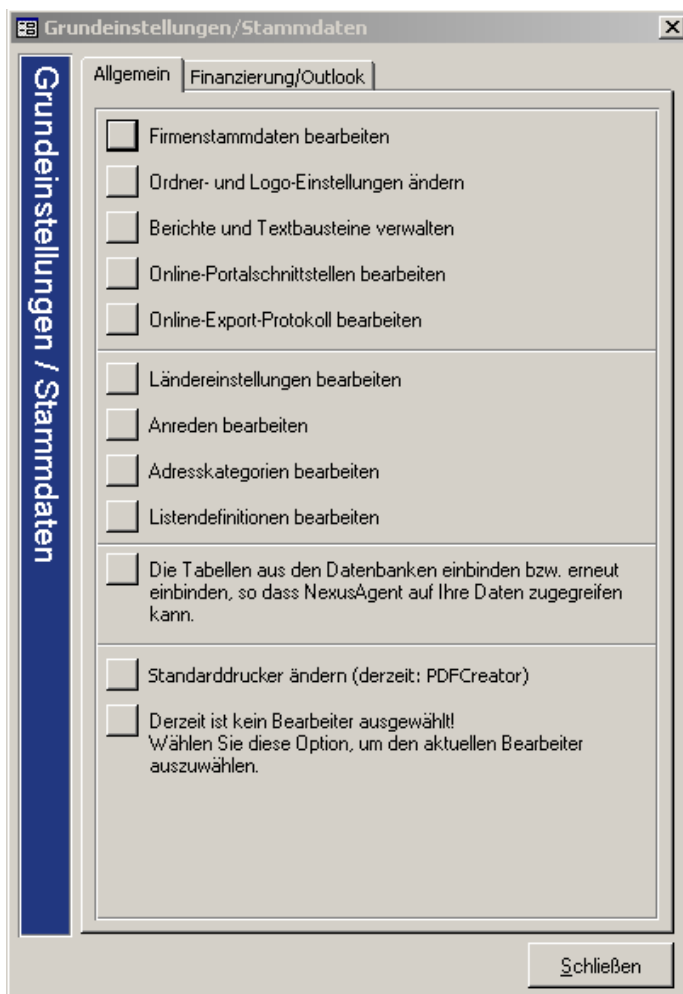 Grundeinstellungen/Stammdaten
Grundeinstellungen / Stammdaten
Allgemein
Finanzierung/Outlook
Firmenstammdaten bearbeiten
Ordner- und Logo-Einstellungen ändern
Berichte und Textbausteine verwalten
Online-Portalschnittstellen bearbeiten
Online-Export-Protokoll bearbeiten
Ländereinstellungen bearbeiten
Anreden bearbeiten
Adresskategorien bearbeiten
Listendefinitionen bearbeiten
Die Tabellen aus den Datenbanken einbinden bzw. erneut
einbinden, so dass NexusAgent auf Ihre Daten zugegreifen
kann.
Standarddrucker ändern (derzeit: PDFCreator)
Derzeit ist kein Bearbeiter ausgewählt!
Wählen Sie diese Option, um den aktuellen Bearbeiter
auszuwählen.
Schließen